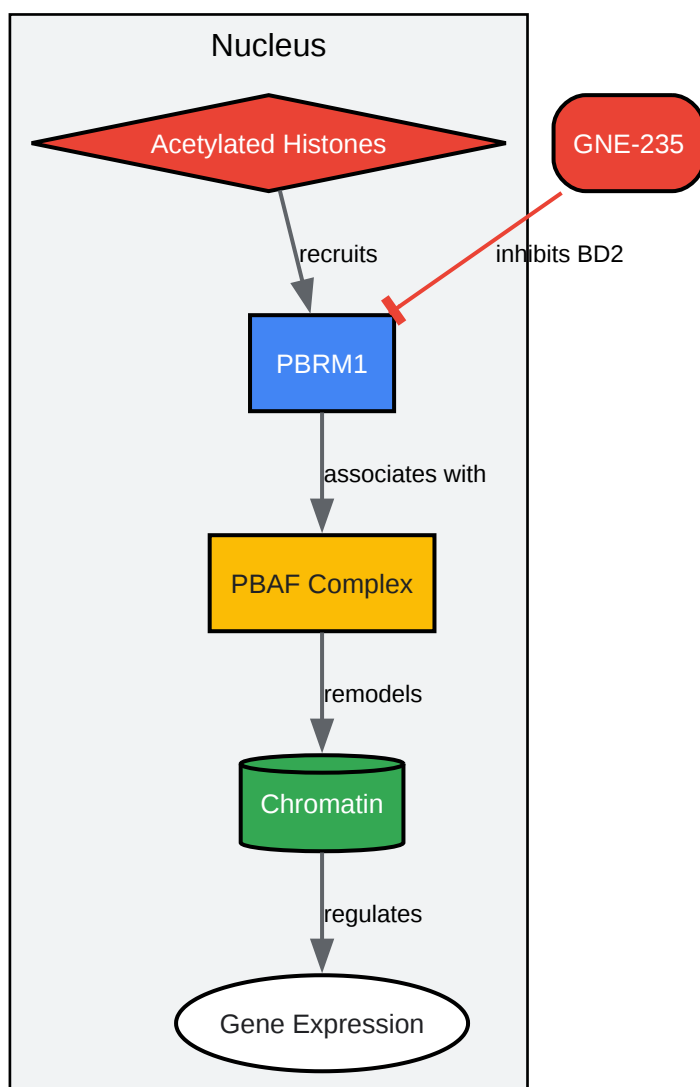 Nucleus
Acetylated Histones
GNE-235
recruits
inhibits BD2
PBRM1
associates with
PBAF Complex
remodels
Chromatin
regulates
Gene Expression